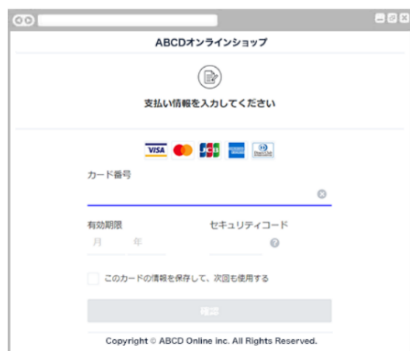 ABCDオンラインショップ
支払い情報を入力してください
VISA JCB
カード番号
有効期限 セキュリティコード
月 年
このカードの情報を保存して、次回も使用する
確認
Copyright © ABCD Online inc. All Rights Reserved.